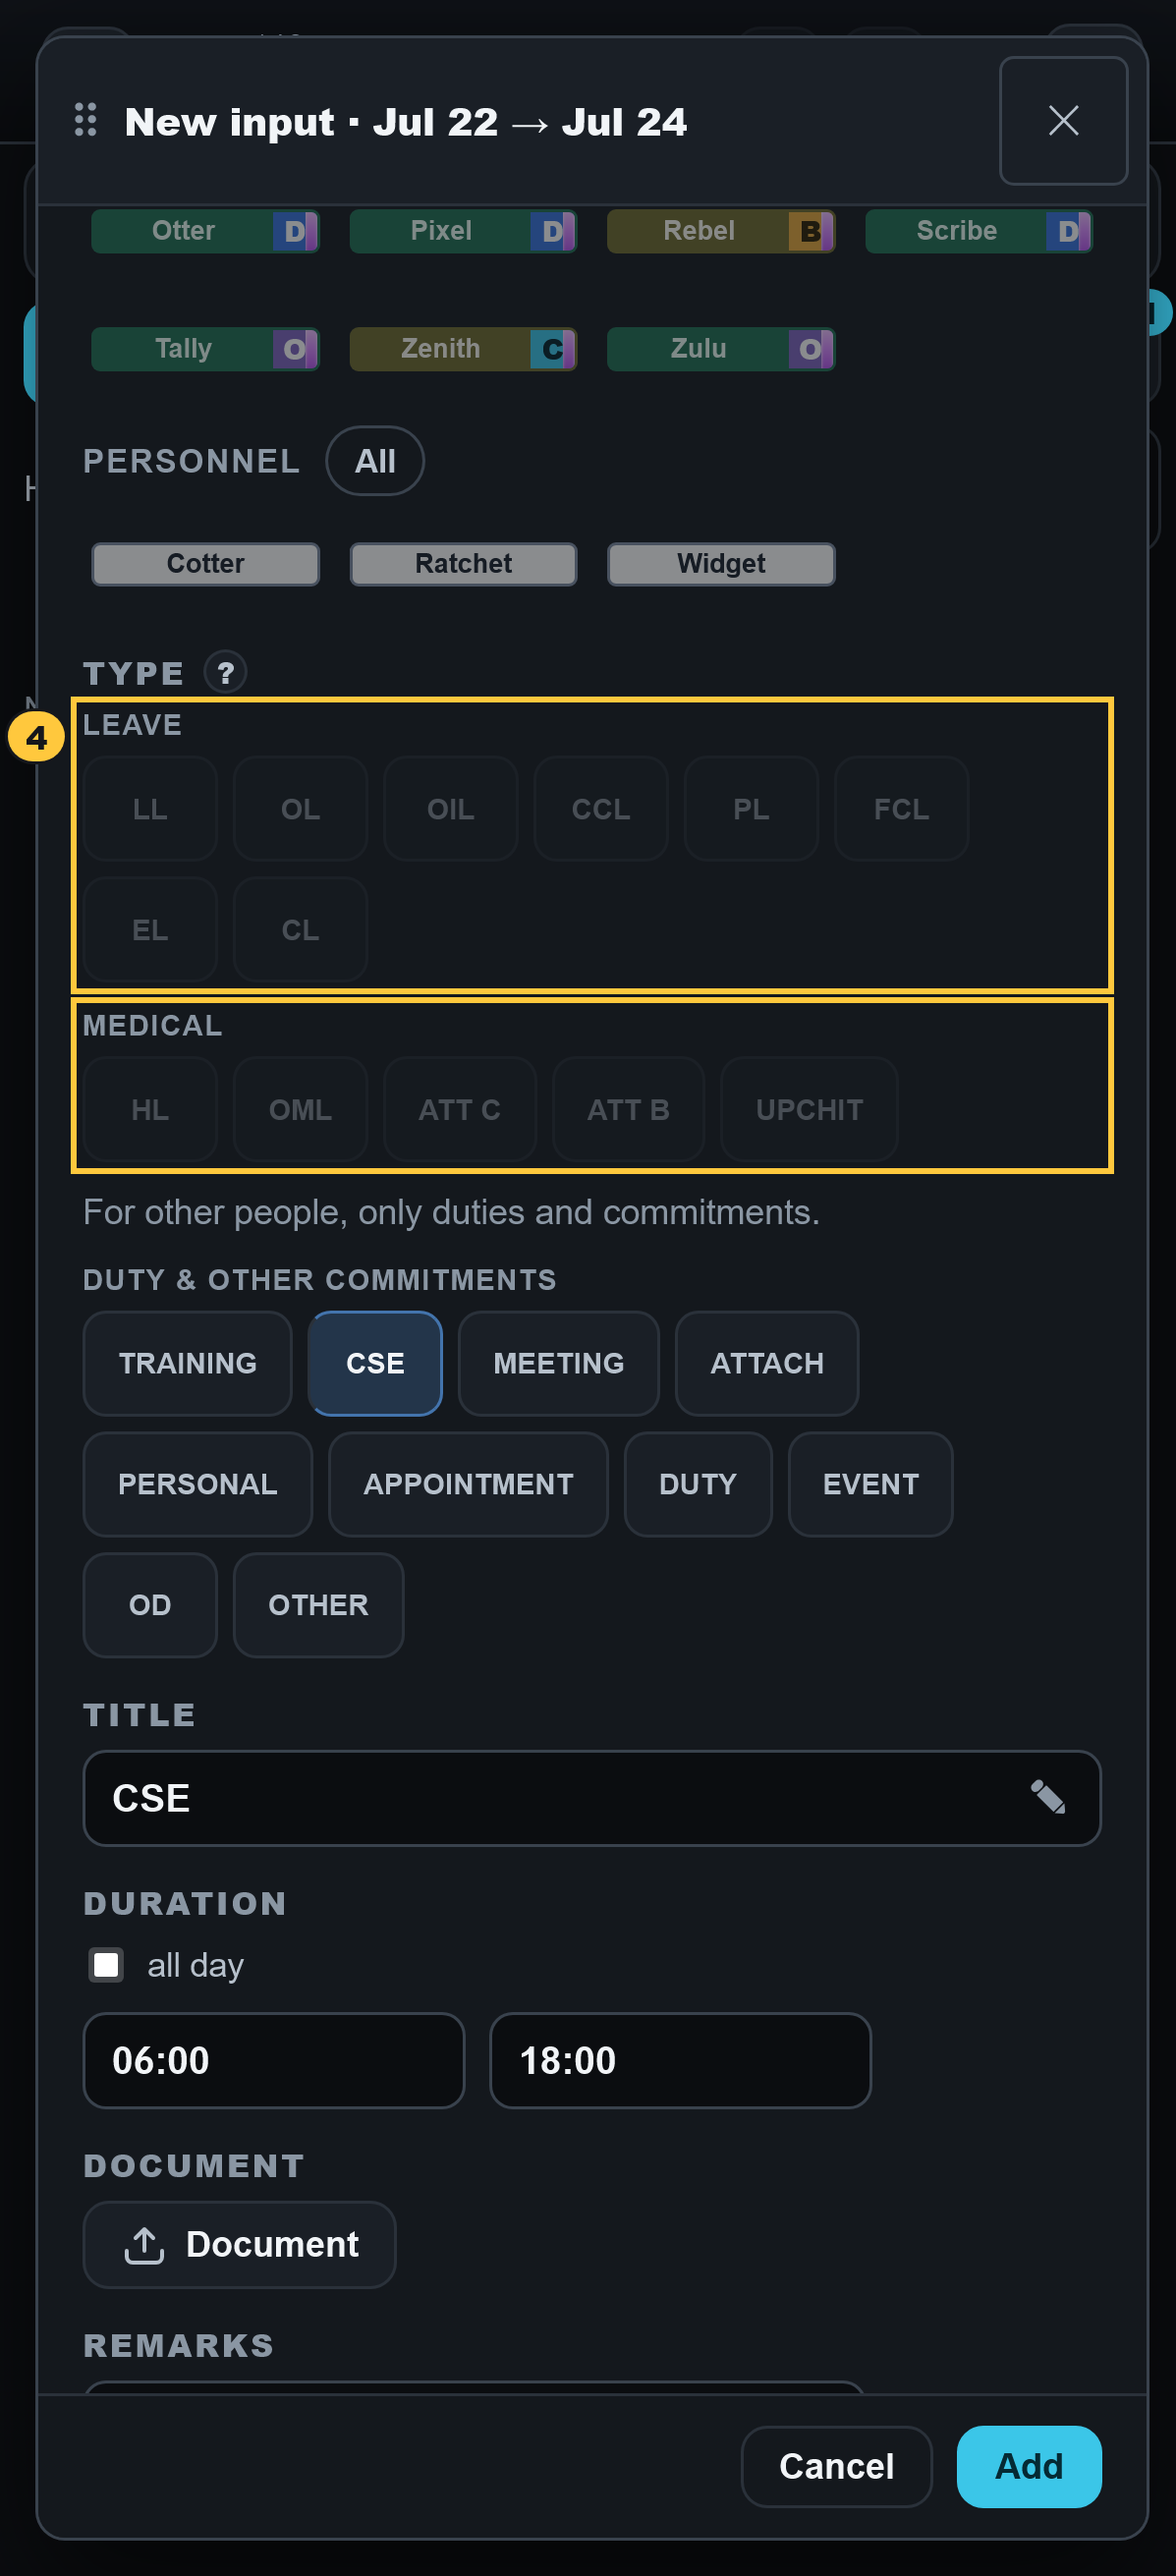 New input · Jul 22 → Jul 24
Otter D Pixel D Rebel B Scribe D
Tally O Zenith C Zulu O
PERSONNEL All
Cotter Ratchet Widget
TYPE ?
4
LEAVE
LL OL OIL CCL PL FCL
EL CL
MEDICAL
HL OML ATT C ATT B UPCHIT
For other people, only duties and commitments.
DUTY & OTHER COMMITMENTS
TRAINING CSE MEETING ATTACH
PERSONAL APPOINTMENT DUTY EVENT
OD OTHER
TITLE
CSE
DURATION
all day
06:00 18:00
DOCUMENT
Document
REMARKS
Cancel Add